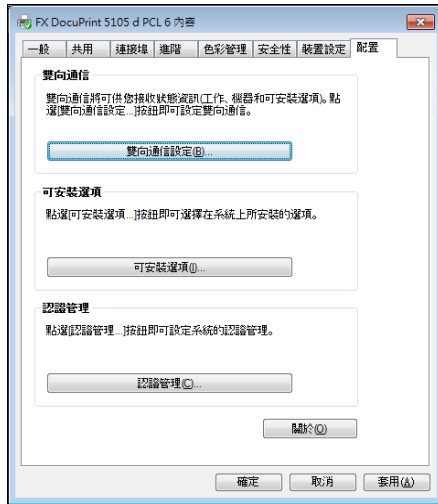 FX DocuPrint 5105 d PCL 6 內容
一般 共用 連接埠 進階 色彩管理 安全性 裝置設定 配置
雙向通信
雙向通信將可供您接收狀態資訊(工作、機器和可安裝選項)。點
選[雙向通信設定...]按鈕即可設定雙向通信。
雙向通信設定(B)...
可安裝選項
點選[可安裝選項...]按鈕即可選擇在系統上所安裝的選項。
可安裝選項(I)...
認證管理
點選[認證管理...]按鈕即可設定系統的認證管理。
認證管理(C)...
關於(O)
確定 取消 套用(A)